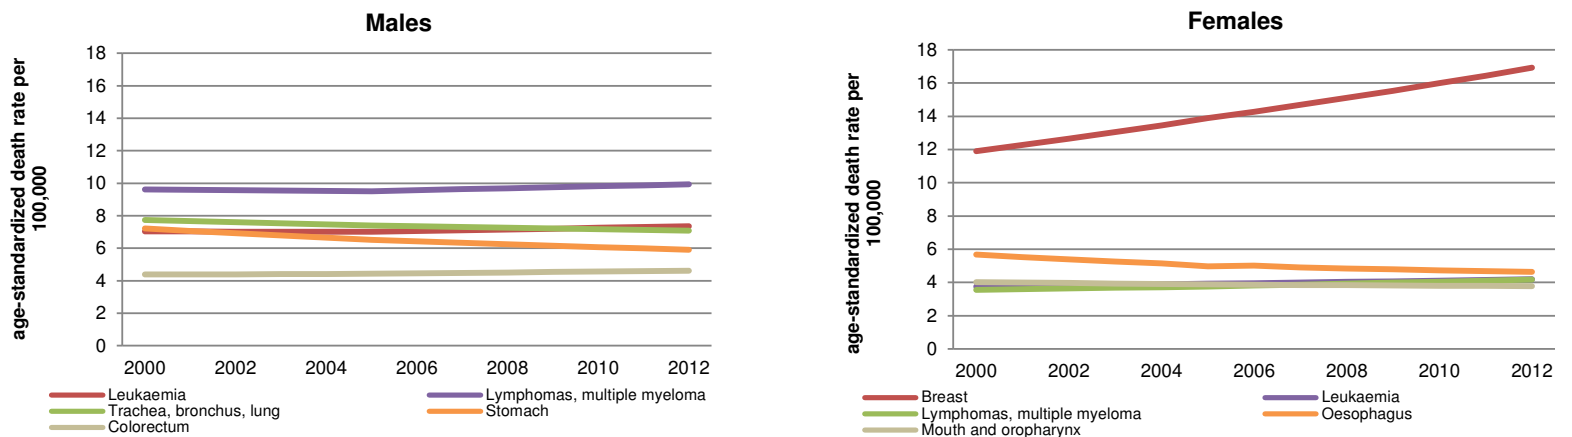 Males
age-standardized death rate per
100,000
18
16
14
12
10
8
6
4
2
0
2000 2002 2004 2006 2008 2010 2012
Leukaemia
Lymphomas, multiple myeloma
Trachea, bronchus, lung
Stomach
Colorectum
Females
age-standardized death rate per
100,000
18
16
14
12
10
8
6
4
2
0
2000 2002 2004 2006 2008 2010 2012
Breast
Leukaemia
Lymphomas, multiple myeloma
Oesophagus
Mouth and oropharynx